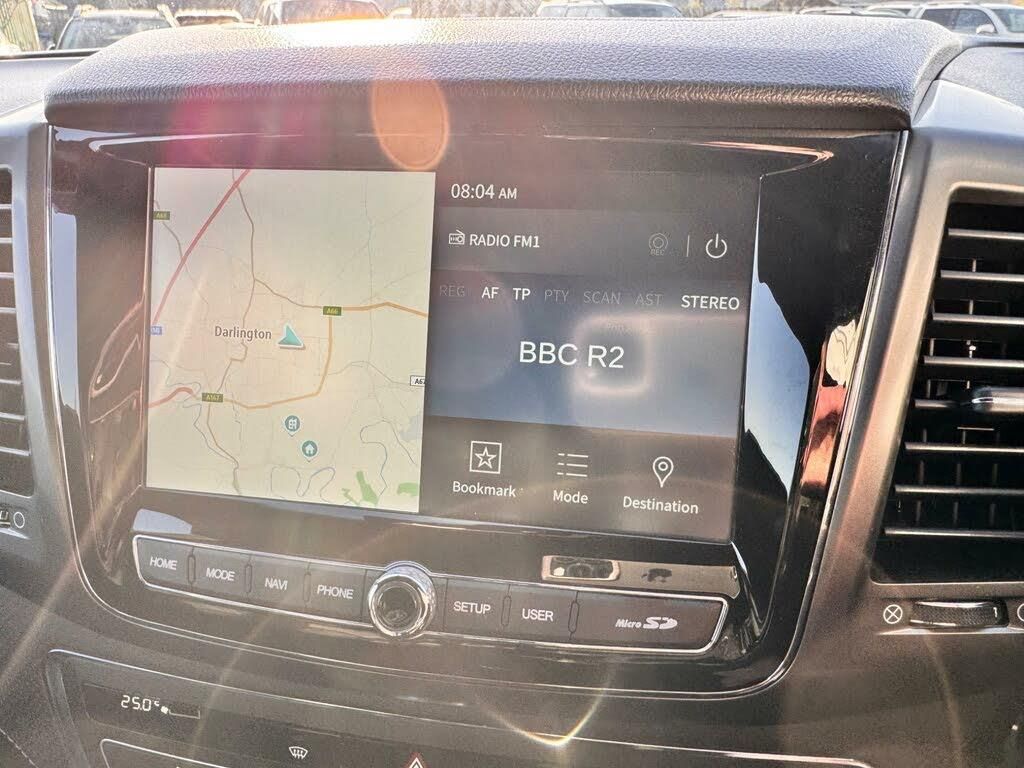 08:04 AM
RADIO FM1
REC
REG AF TP PTY SCAN AST STEREO
BBC R2
Bookmark
Mode
Destination
A68
A66
Darlington
A167
HOME
MODE
NAVI
PHONE
SETUP
USER
Micro SD
25.0°c